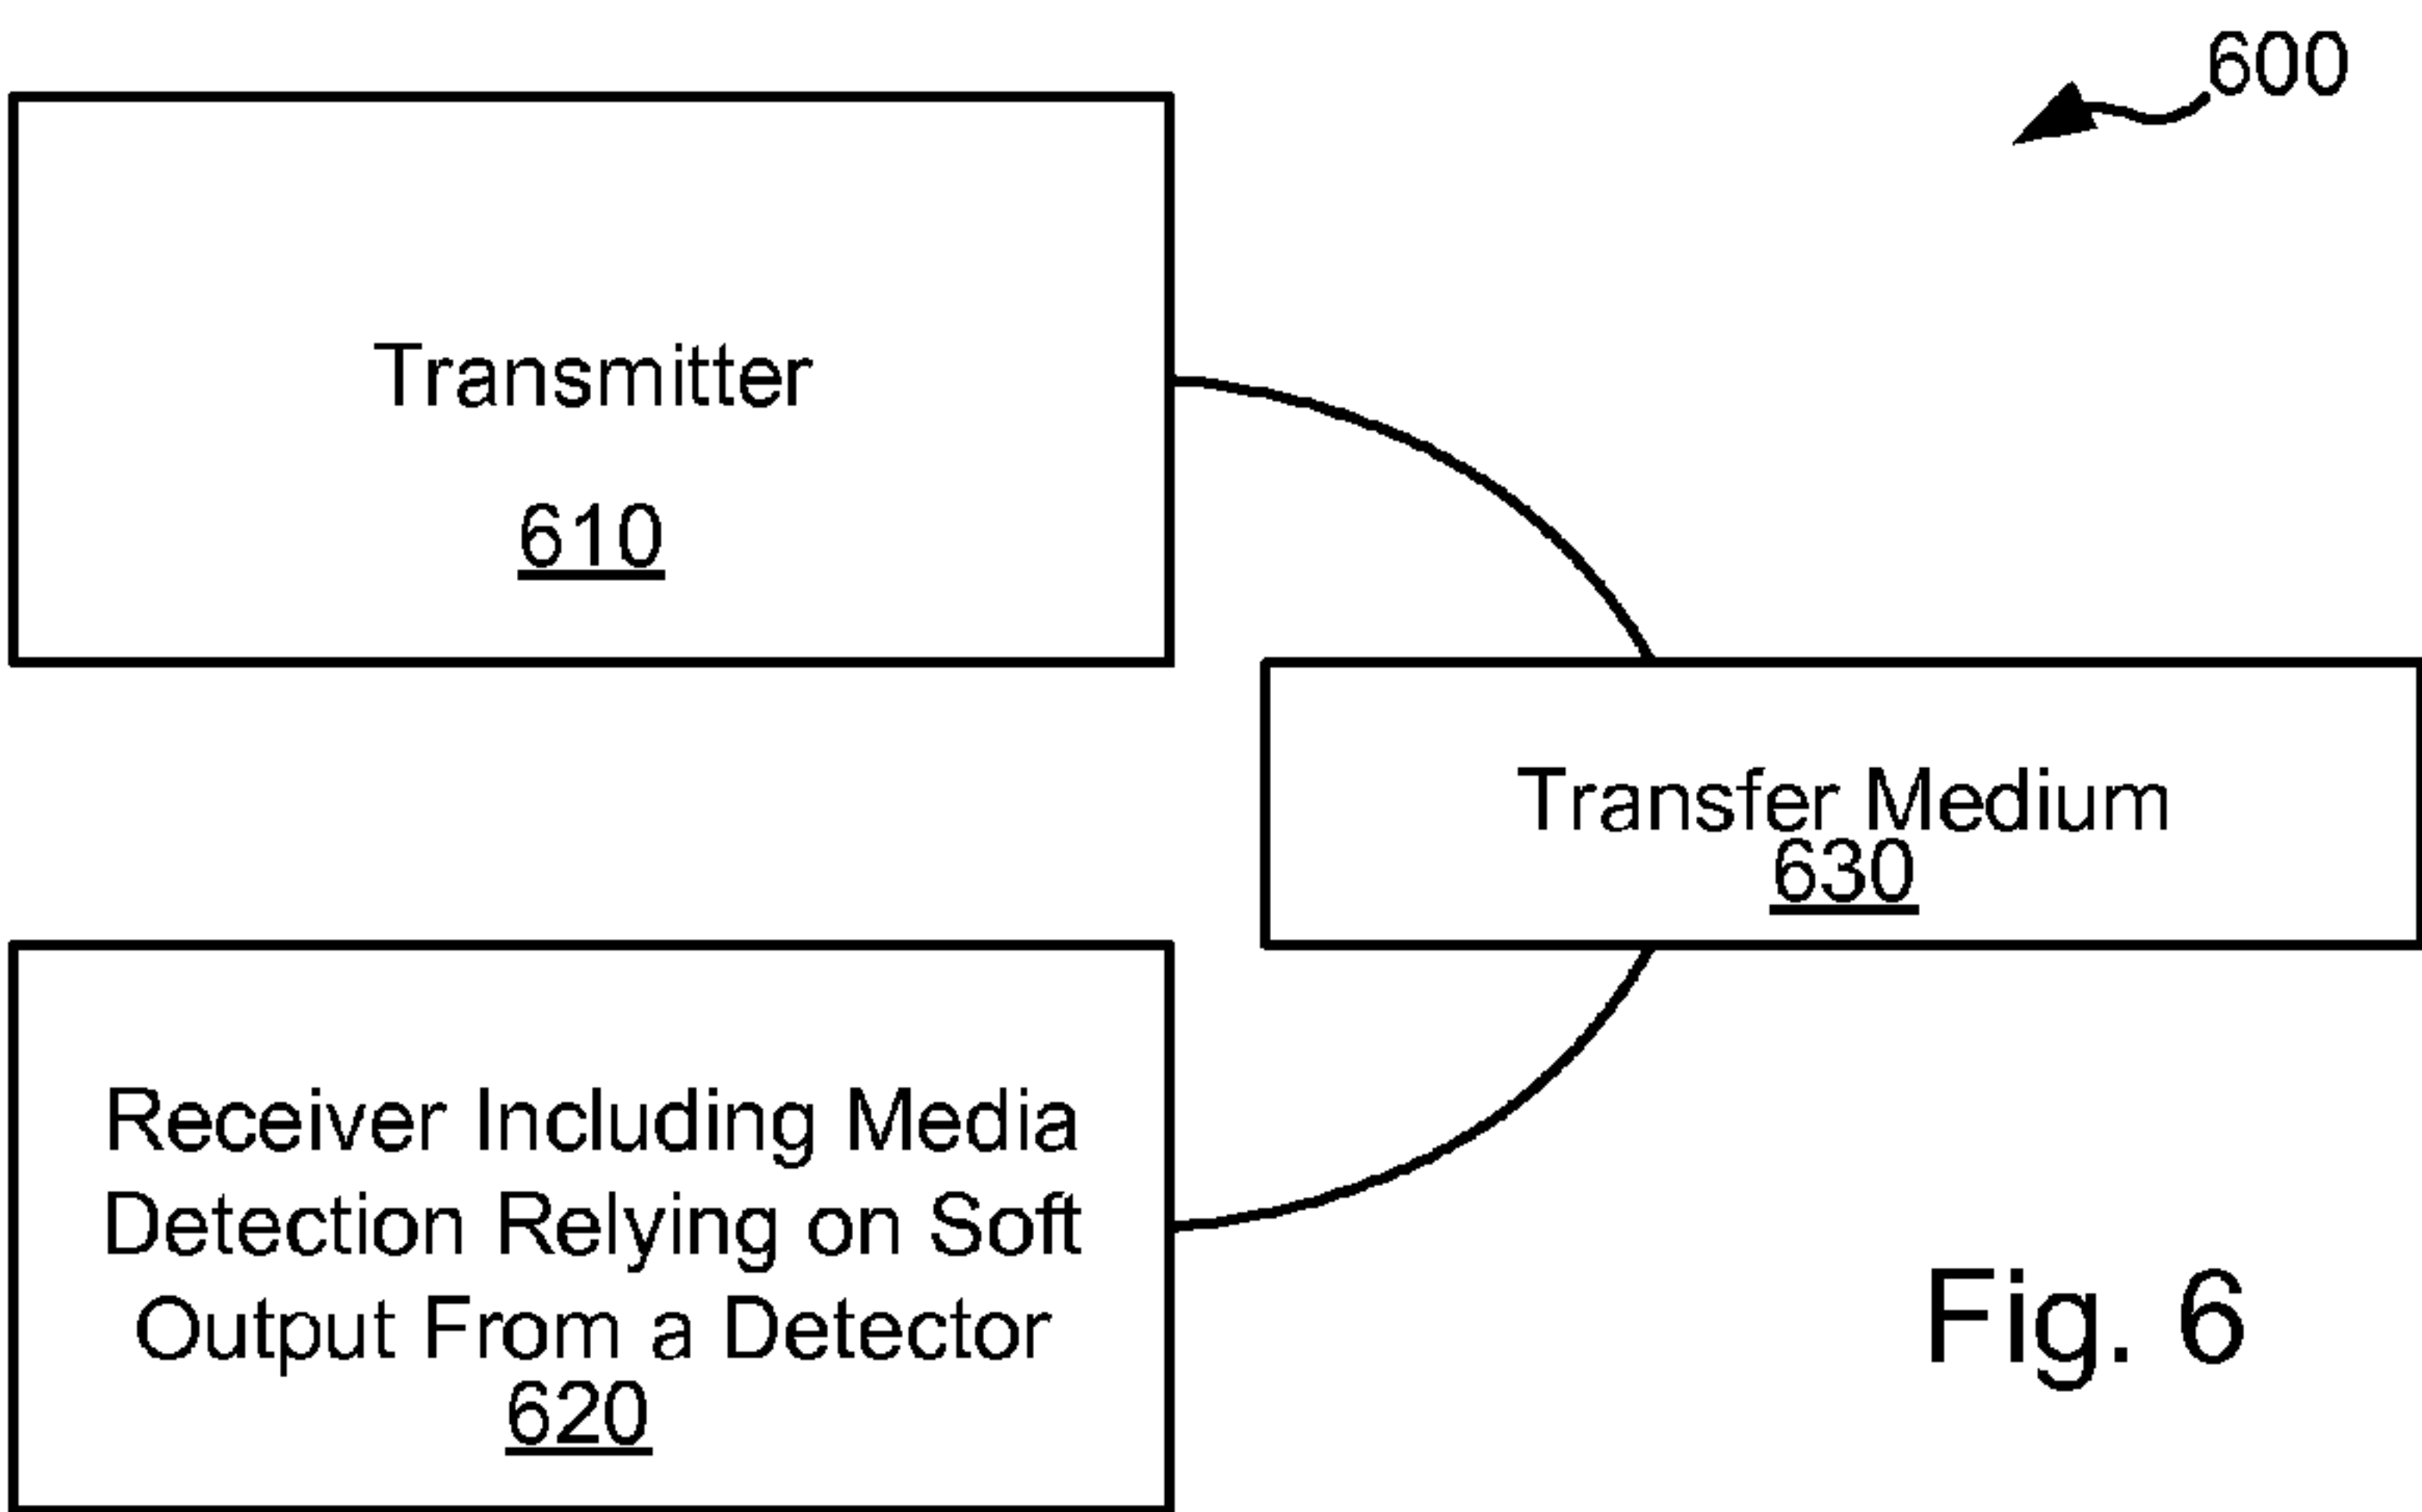 600
Transmitter
610
Transfer Medium
630
Receiver Including Media
Detection Relying on Soft
Output From a Detector
620
Fig. 6